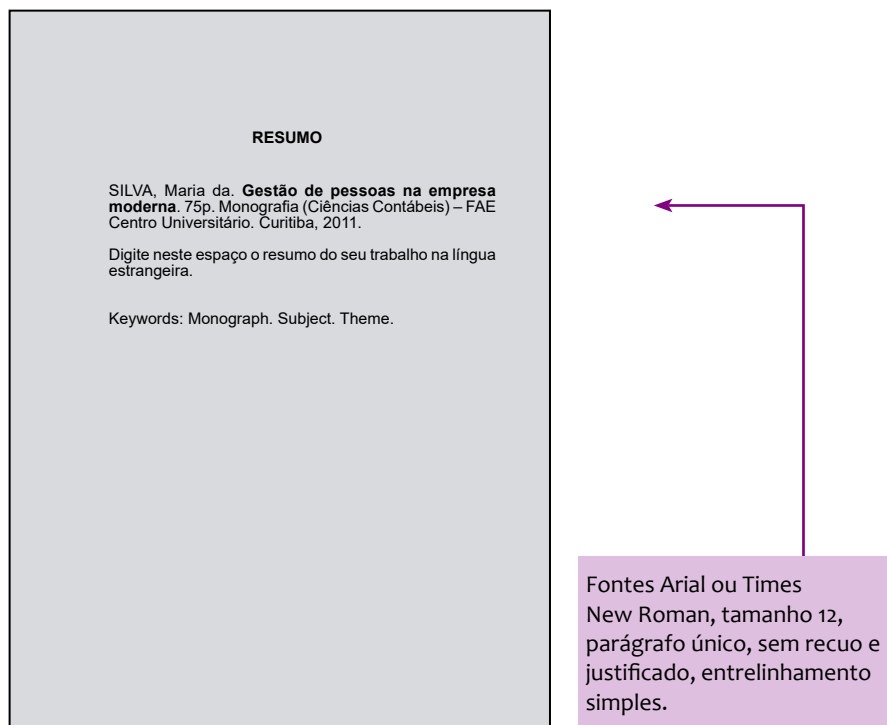 RESUMO
SILVA, Maria da. Gestão de pessoas na empresa
moderna. 75p. Monografia (Ciências Contábeis) – FAE
Centro Universitário. Curitiba, 2011.
Digite neste espaço o resumo do seu trabalho na língua
estrangeira.
Keywords: Monograph. Subject. Theme.
Fontes Arial ou Times
New Roman, tamanho 12,
parágrafo único, sem recuo e
justificado, entrelinhamento
simples.